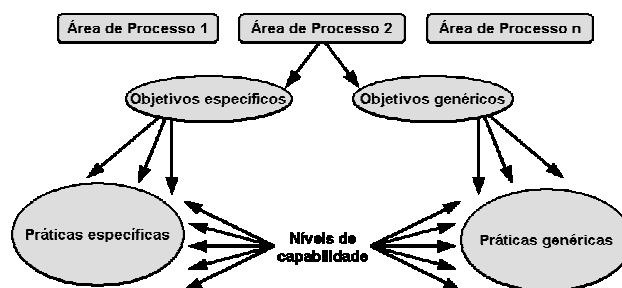 Área de Processo 1
Área de Processo 2
Área de Processo n
Objetivos específicos
Objetivos genéricos
Práticas específicas
Níveis de
capabilidade
Práticas genéricas